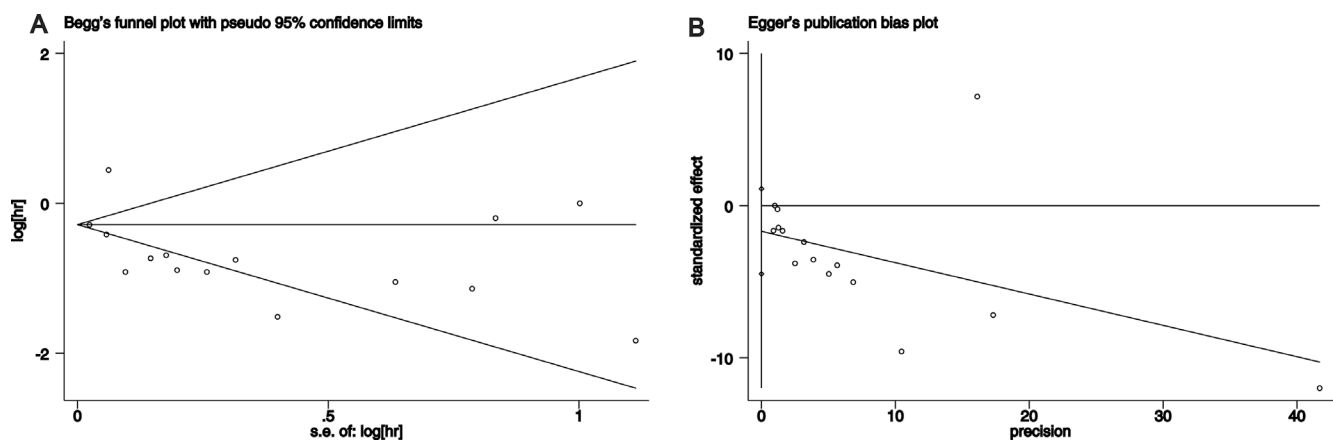 A
Begg's funnel plot with pseudo 95% confidence limits
2
0
-2
log[hr]
0
.5
1
s.e. of: log[hr]
B
Egger's publication bias plot
10
0
-10
standardized effect
0
10
20
30
40
precision